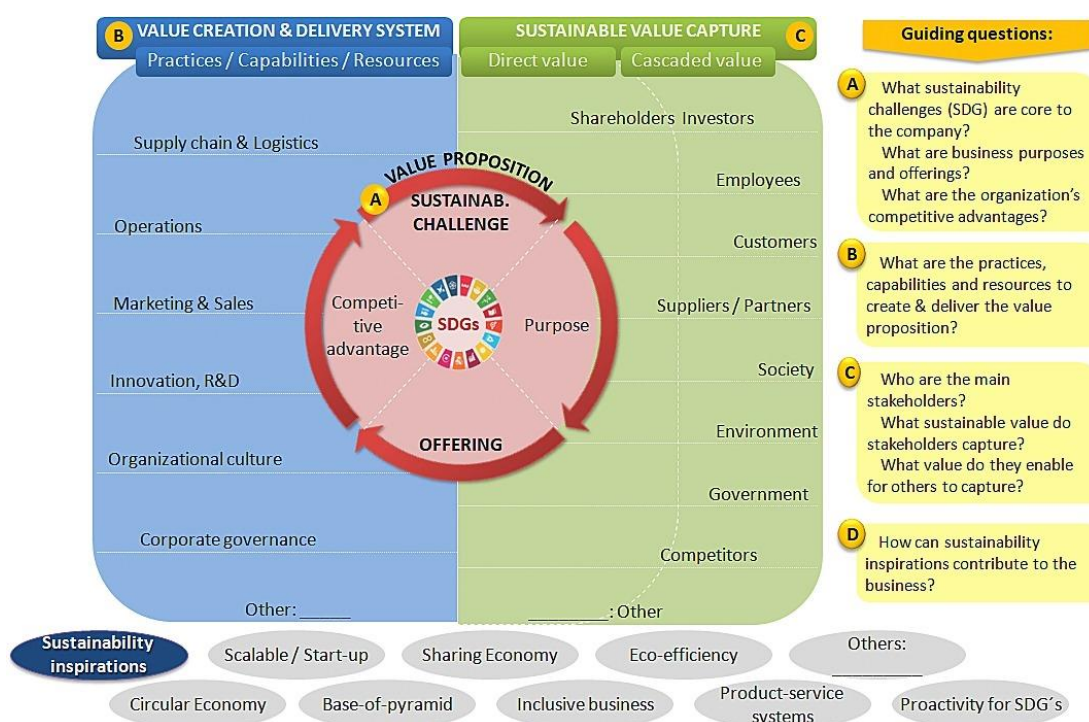 B VALUE CREATION & DELIVERY SYSTEM
Practices / Capabilities / Resources
SUSTAINABLE VALUE CAPTURE C
Direct value
Cascaded value
Supply chain & Logistics
Operations
Marketing & Sales
Innovation, R&D
Organizational culture
Corporate governance
Other: _____
VALUE PROPOSITION
A
SUSTAINAB.
CHALLENGE
Competi-
tive
advantage
SDGs
Purpose
OFFERING
Shareholders Investors
Employees
Customers
Suppliers / Partners
Society
Environment
Government
Competitors
________: Other
Guiding questions:
A
What sustainability
challenges (SDG) are core to
the company?
What are business purposes
and offerings?
What are the organization's
competitive advantages?
B
What are the practices,
capabilities and resources to
create & deliver the value
proposition?
C
Who are the main
stakeholders?
What sustainable value do
stakeholders capture?
What value do they enable
for others to capture?
D
How can sustainability
inspirations contribute to the
business?
Sustainability
inspirations
Scalable / Start-up
Sharing Economy
Eco-efficiency
Others:
________
Circular Economy
Base-of-pyramid
Inclusive business
Product-service
systems
Proactivity for SDG´s